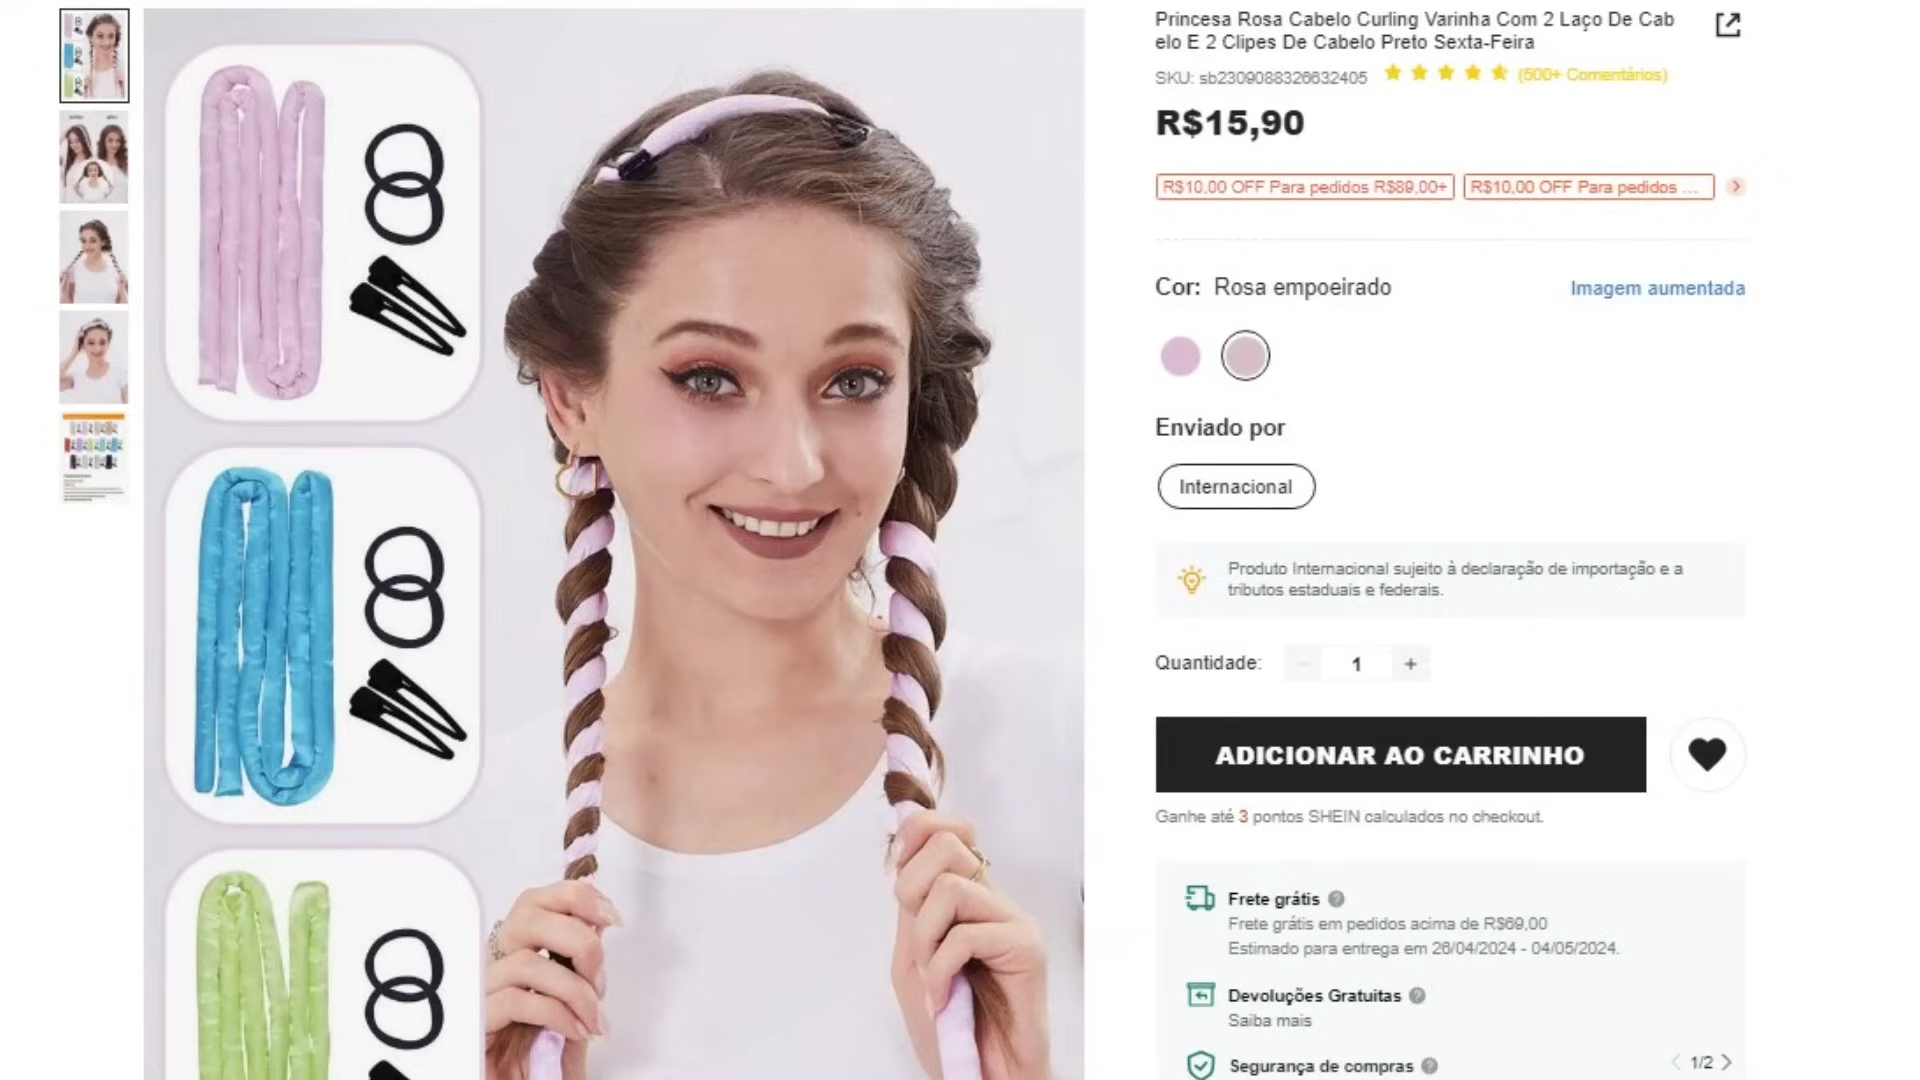 Princesa Rosa Cabelo Curling Varinha Com 2 Laço De Cab
elo E 2 Clipes De Cabelo Preto Sexta-Feira
SKU: sb2309088326632405 (500+ Comentários)
R$15,90
R$10,00 OFF Para pedidos R$89,00+ R$10,00 OFF Para pedidos ...
Cor: Rosa empoeirado Imagem aumentada
Enviado por
Internacional
Produto Internacional sujeito à declaração de importação e a
tributos estaduais e federais.
Quantidade: - 1 +
ADICIONAR AO CARRINHO
Ganhe até 3 pontos SHEIN calculados no checkout.
Frete grátis ?
Frete grátis em pedidos acima de R$69,00
Estimado para entrega em 26/04/2024 - 04/05/2024.
Devoluções Gratuitas ?
Saiba mais
Segurança de compras ? 1/2